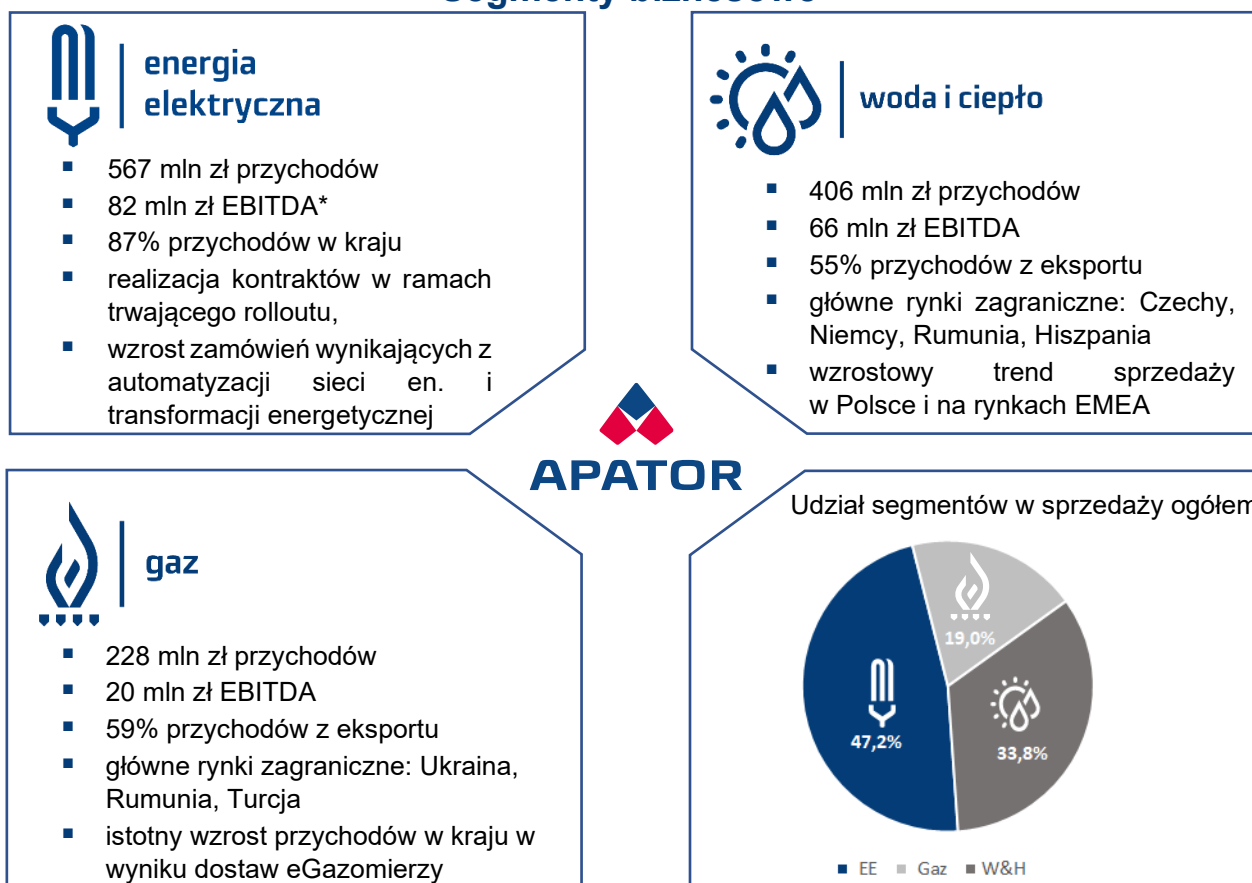 Segmenty biznesowe
energia
elektryczna
▪ 567 mln zł przychodów
▪ 82 mln zł EBITDA*
▪ 87% przychodów w kraju
▪ realizacja kontraktów w ramach
trwającego rolloutu,
▪ wzrost zamówień wynikających z
automatyzacji sieci en. i
transformacji energetycznej
woda i ciepło
▪ 406 mln zł przychodów
▪ 66 mln zł EBITDA
▪ 55% przychodów z eksportu
▪ główne rynki zagraniczne: Czechy,
Niemcy, Rumunia, Hiszpania
▪ wzrostowy trend sprzedaży
w Polsce i na rynkach EMEA
APATOR
gaz
▪ 228 mln zł przychodów
▪ 20 mln zł EBITDA
▪ 59% przychodów z eksportu
▪ główne rynki zagraniczne: Ukraina,
Rumunia, Turcja
▪ istotny wzrost przychodów w kraju w
wyniku dostaw eGazomierzy
Udział segmentów w sprzedaży ogółem
19,0%
47,2%
33,8%
EE Gaz W&H